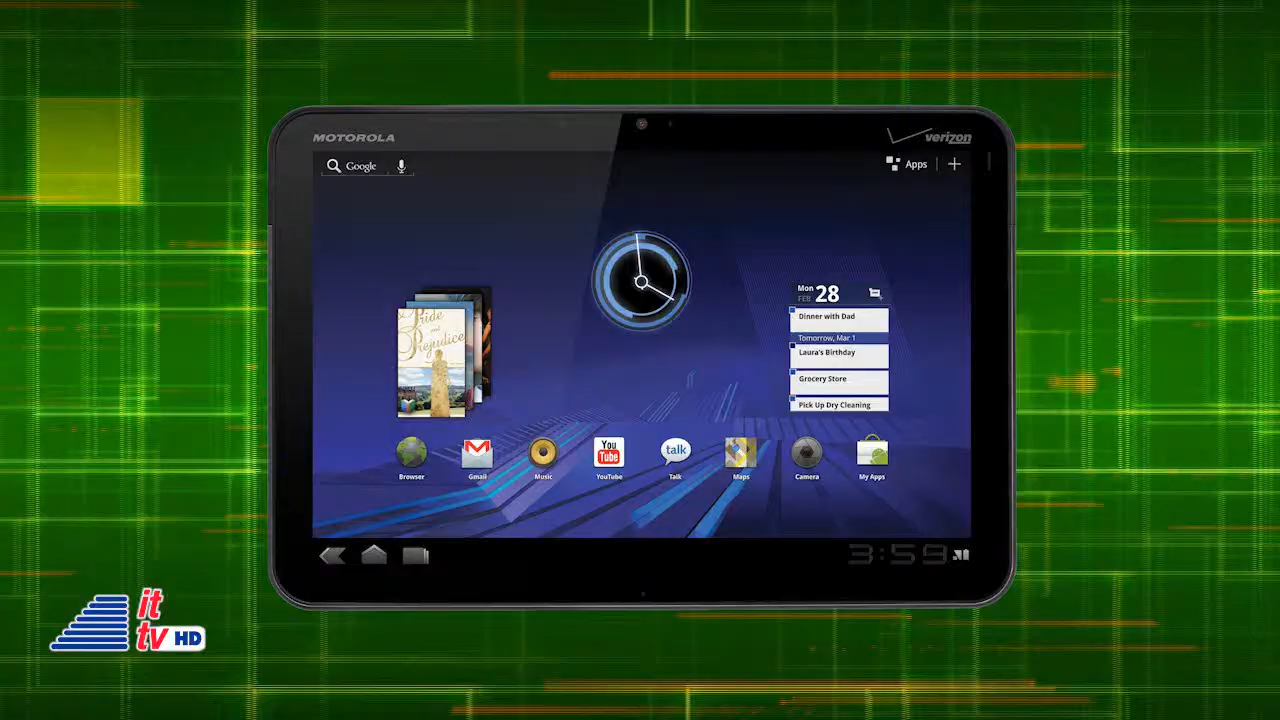 MOTOROLA
verizon
Google
Apps
Mon
FEB
28
Dinner with Dad
Tomorrow, Mar 1
Laura's Birthday
Grocery Store
Pick Up Dry Cleaning
Pride
and
Prejudice
Browser
Gmail
Music
You
Tube
YouTube
talk
Talk
Maps
Camera
My Apps
3:59
it
tv HD